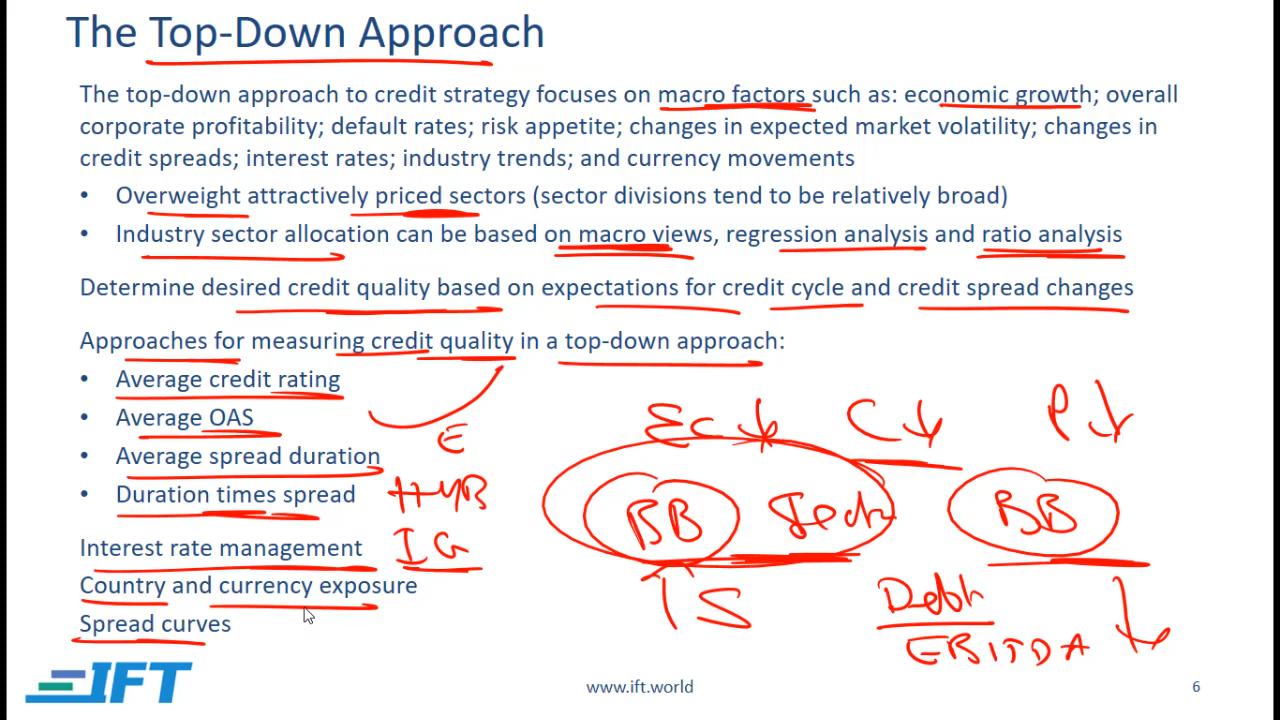 The Top-Down Approach
The top-down approach to credit strategy focuses on macro factors such as: economic growth; overall
corporate profitability; default rates; risk appetite; changes in expected market volatility; changes in
credit spreads; interest rates; industry trends; and currency movements
• Overweight attractively priced sectors (sector divisions tend to be relatively broad)
• Industry sector allocation can be based on macro views, regression analysis and ratio analysis
Determine desired credit quality based on expectations for credit cycle and credit spread changes
Approaches for measuring credit quality in a top-down approach:
• Average credit rating
• Average OAS
• Average spread duration
• Duration times spread
Interest rate management
Country and currency exposure
Spread curves
E
HYB
IG
Ec ↓ C ↓ P ↓
BB Tech BB
↑ S
Debt
EBITDA ↓
IFT
www.ift.world
6